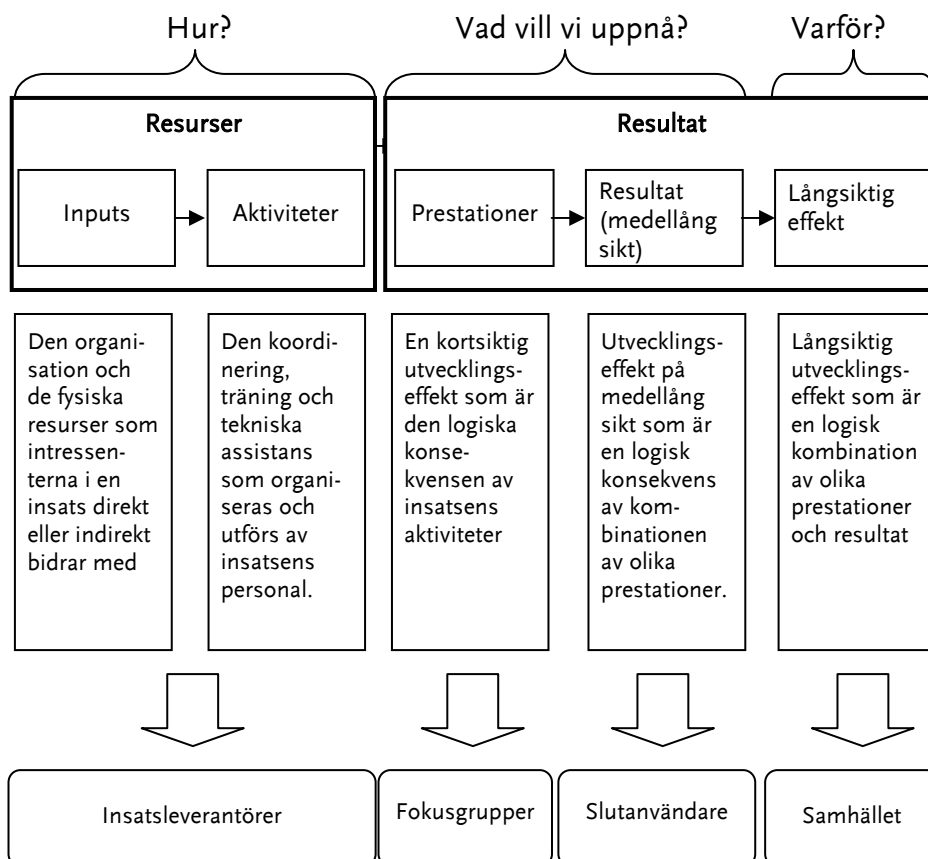 Hur?
Vad vill vi uppnå?
Varför?
Resurser
Resultat
Inputs
Aktiviteter
Prestationer
Resultat
(medellång
sikt)
Långsiktig
effekt
Den organi-
sation och
de fysiska
resurser som
intressen-
terna i en
insats direkt
eller indirekt
bidrar med
Den koordi-
nering,
träning och
tekniska
assistans
som organi-
seras och
utförs av
insatsens
personal.
En kortsiktig
utvecklings-
effekt som är
den logiska
konse-
kvensen av
insatsens
aktiviteter
Utvecklings-
effekt på
medellång
sikt som är
en logisk
konsekvens
av kom-
binationen
av olika
prestationer.
Långsiktig
utvecklings-
effekt som är
en logisk
kombination
av olika
prestationer
och resultat
Insatsleverantörer
Fokusgrupper
Slutanvändare
Samhället